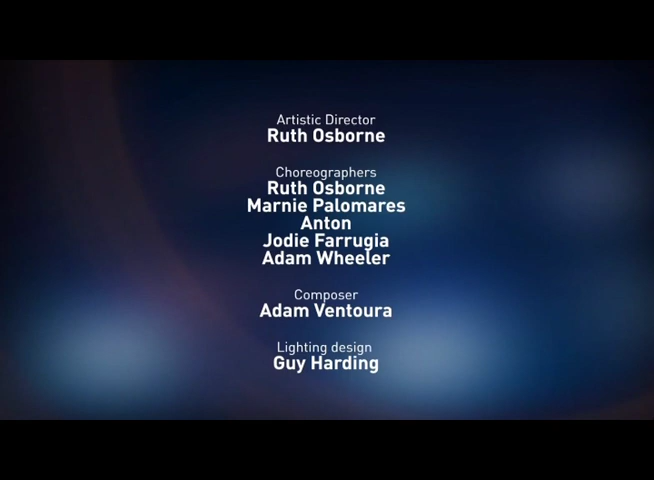 Artistic Director
Ruth Osborne
Choreographers
Ruth Osborne
Marnie Palomares
Anton
Jodie Farrugia
Adam Wheeler
Composer
Adam Ventoura
Lighting design
Guy Harding